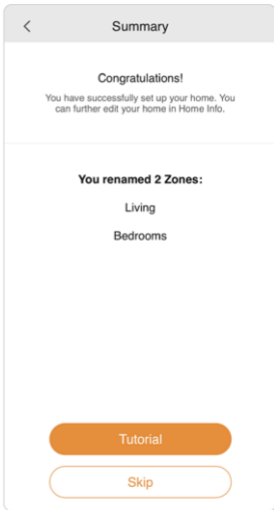 Summary
Congratulations!
You have successfully set up your home. You
can further edit your home in Home Info.
You renamed 2 Zones:
Living
Bedrooms
Tutorial
Skip